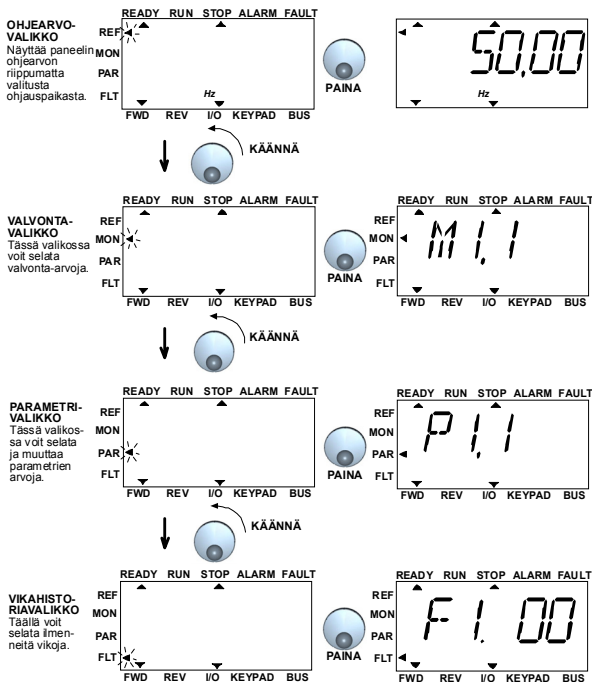 READY RUN STOP ALARM FAULT
OHJEARVO-
VALIKKO
Näyttää paneelin
ohjearvon
riippumatta
valitusta
ohjauspaikasta.
REF
MON
PAR
FLT
Hz
FWD REV I/O KEYPAD BUS
PAINA
50,00
Hz
KÄÄNNÄ
READY RUN STOP ALARM FAULT
VALVONTA-
VALIKKO
Tässä valikossa
voit selata
valvonta-arvoja.
REF
MON
PAR
FLT
FWD REV I/O KEYPAD BUS
PAINA
READY RUN STOP ALARM FAULT
REF
MON
PAR
FLT
M1.1
FWD REV I/O KEYPAD BUS
KÄÄNNÄ
READY RUN STOP ALARM FAULT
PARAMETRI-
VALIKKO
Tässä valikos-
sa voit selata
ja muuttaa
parametrien
arvoja.
REF
MON
PAR
FLT
FWD REV I/O KEYPAD BUS
PAINA
READY RUN STOP ALARM FAULT
REF
MON
PAR
FLT
P1.1
FWD REV I/O KEYPAD BUS
KÄÄNNÄ
READY RUN STOP ALARM FAULT
VIKAHISTO-
RIAVALIKKO
Täällä voit
selata ilmen-
neitä vikoja.
REF
MON
PAR
FLT
FWD REV I/O KEYPAD BUS
PAINA
READY RUN STOP ALARM FAULT
REF
MON
PAR
FLT
F1. 00
FWD REV I/O KEYPAD BUS